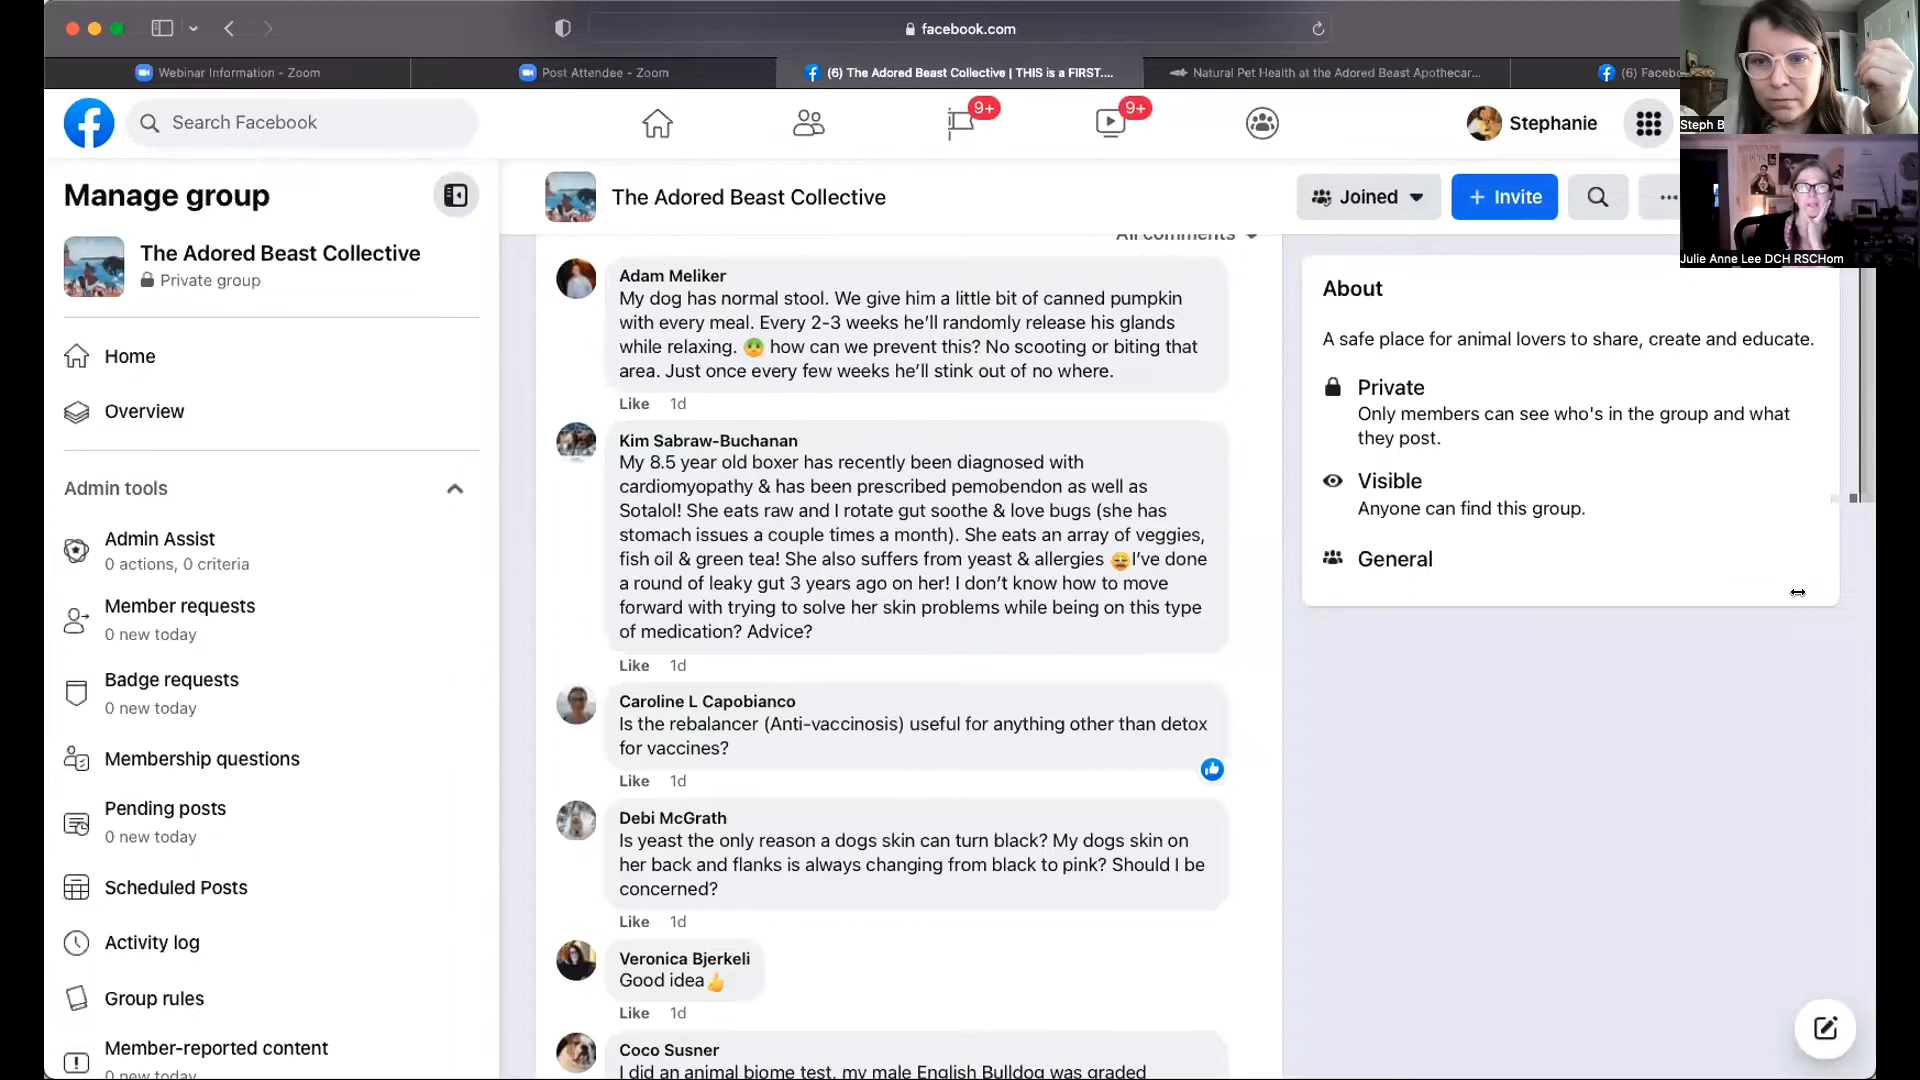 facebook.com
Webinar Information - Zoom
Post Attendee - Zoom
(6) The Adored Beast Collective | THIS is a FIRST....
Natural Pet Health at the Adored Beast Apothecar...
(6) Facebo
Search Facebook
9+
9+
Stephanie
Steph B
Julie Anne Lee DCH RSCHom
Manage group
The Adored Beast Collective
Private group
Home
Overview
Admin tools
Admin Assist
0 actions, 0 criteria
Member requests
0 new today
Badge requests
0 new today
Membership questions
Pending posts
0 new today
Scheduled Posts
Activity log
Group rules
Member-reported content
0 new today
The Adored Beast Collective
Joined
+ Invite
All comments
Adam Meliker
My dog has normal stool. We give him a little bit of canned pumpkin
with every meal. Every 2-3 weeks he'll randomly release his glands
while relaxing. 🤢 how can we prevent this? No scooting or biting that
area. Just once every few weeks he'll stink out of no where.
Like 1d
Kim Sabraw-Buchanan
My 8.5 year old boxer has recently been diagnosed with
cardiomyopathy & has been prescribed pemobendon as well as
Sotalol! She eats raw and I rotate gut soothe & love bugs (she has
stomach issues a couple times a month). She eats an array of veggies,
fish oil & green tea! She also suffers from yeast & allergies 😩I've done
a round of leaky gut 3 years ago on her! I don't know how to move
forward with trying to solve her skin problems while being on this type
of medication? Advice?
Like 1d
Caroline L Capobianco
Is the rebalancer (Anti-vaccinosis) useful for anything other than detox
for vaccines?
Like 1d
Debi McGrath
Is yeast the only reason a dogs skin can turn black? My dogs skin on
her back and flanks is always changing from black to pink? Should I be
concerned?
Like 1d
Veronica Bjerkeli
Good idea👍
Like 1d
Coco Susner
I did an animal biome test, my male English Bulldog was graded
About
A safe place for animal lovers to share, create and educate.
Private
Only members can see who's in the group and what
they post.
Visible
Anyone can find this group.
General